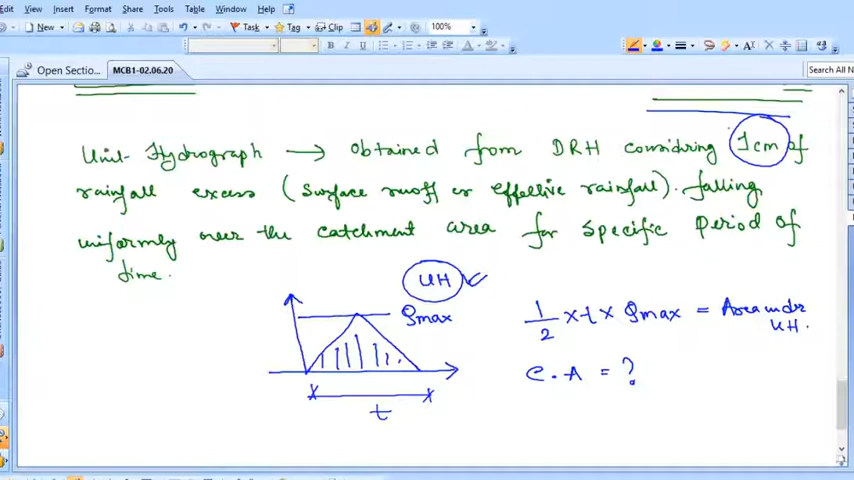 Edit View Insert Format Share Tools Table Window Help
New Task Tag Clip 100%
B I U A
Open Sectio... MCB1-02.06.20 Search All N
Unit-Hydrograph → obtained from DRH considering 1cm of
rainfall excess (Surface runoff or effective rainfall). falling
uniformly over the catchment area for specific period of
time.
UH
Qmax
t
1/2 × t × Qmax = Area under
UH.
C.A = ?